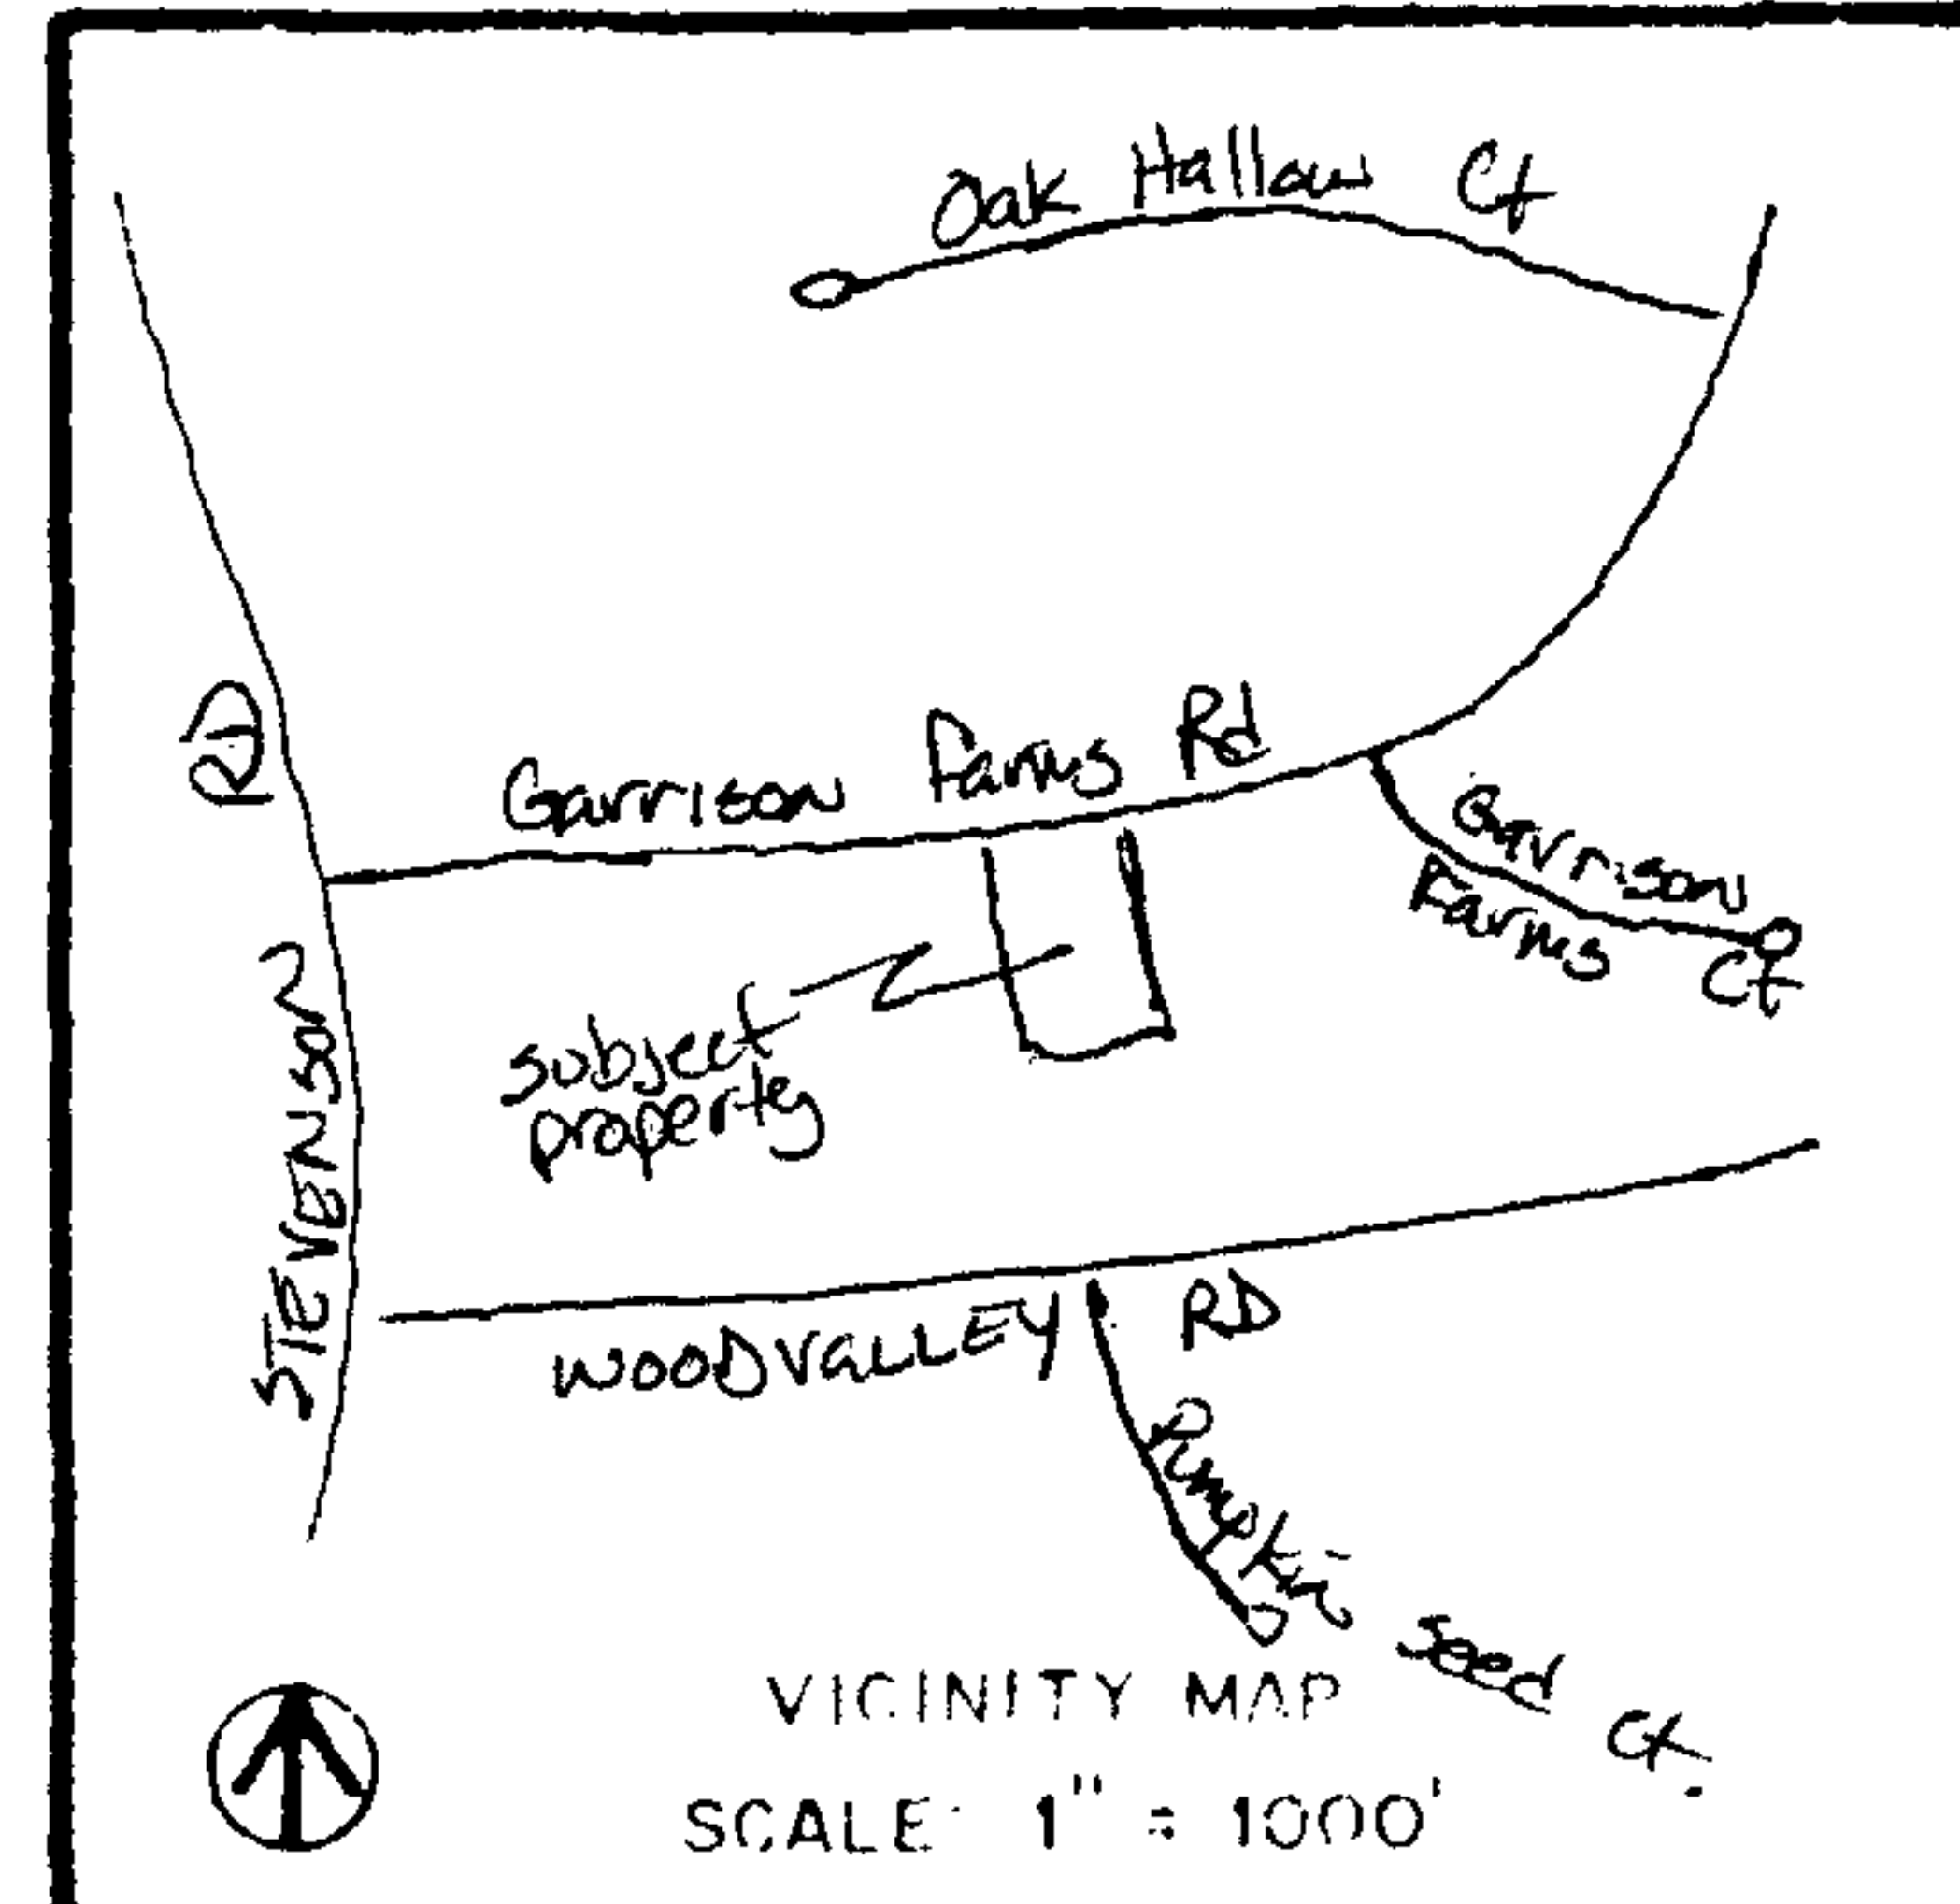 Oak Hallow Ct
Garrison Farms Rd
Garrison
Farms
Ct
STEVENSON RD
subject
property
WOODVALLEY RD
Pumpkin seed ct.
VICINITY MAP
SCALE: 1" = 1000'